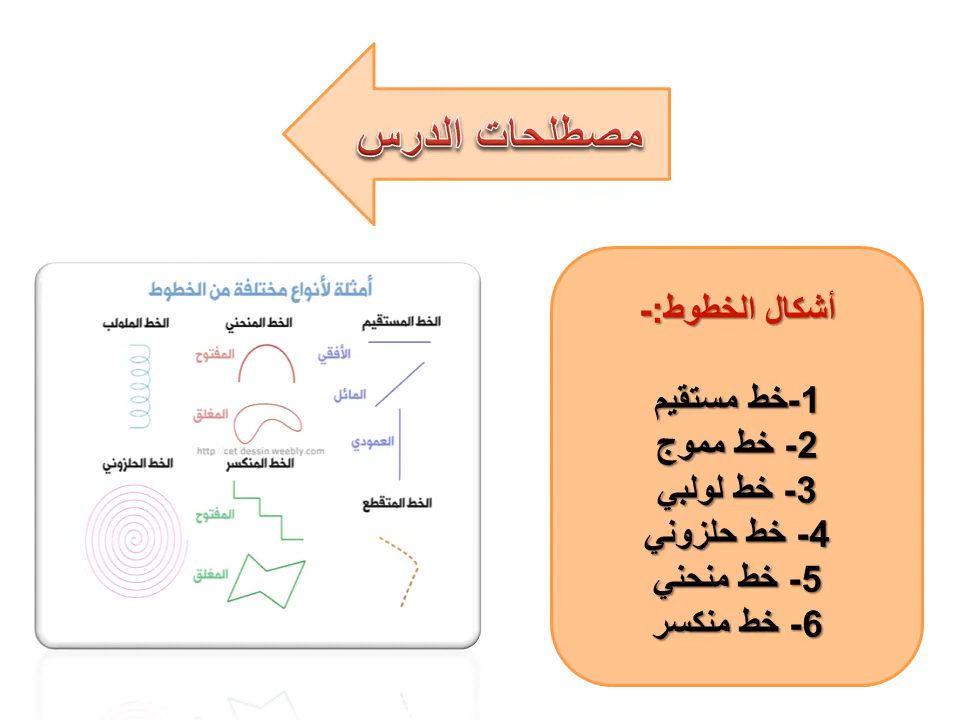 مصطلحات الدرس
أشكال الخطوط:-
1-خط مستقيم
2- خط مموج
3- خط لولبي
4- خط حلزوني
5- خط منحني
6- خط منكسر
أمثلة لأنواع مختلفة من الخطوط
الخط المستقيم
الأفقي
المائل
العمودي
الخط المتقطع
الخط المنحني
المفتوح
المغلق
http://cet-dessin.weebly.com
الخط المنكسر
المفتوح
المغلق
الخط الملولب
الخط الحلزوني